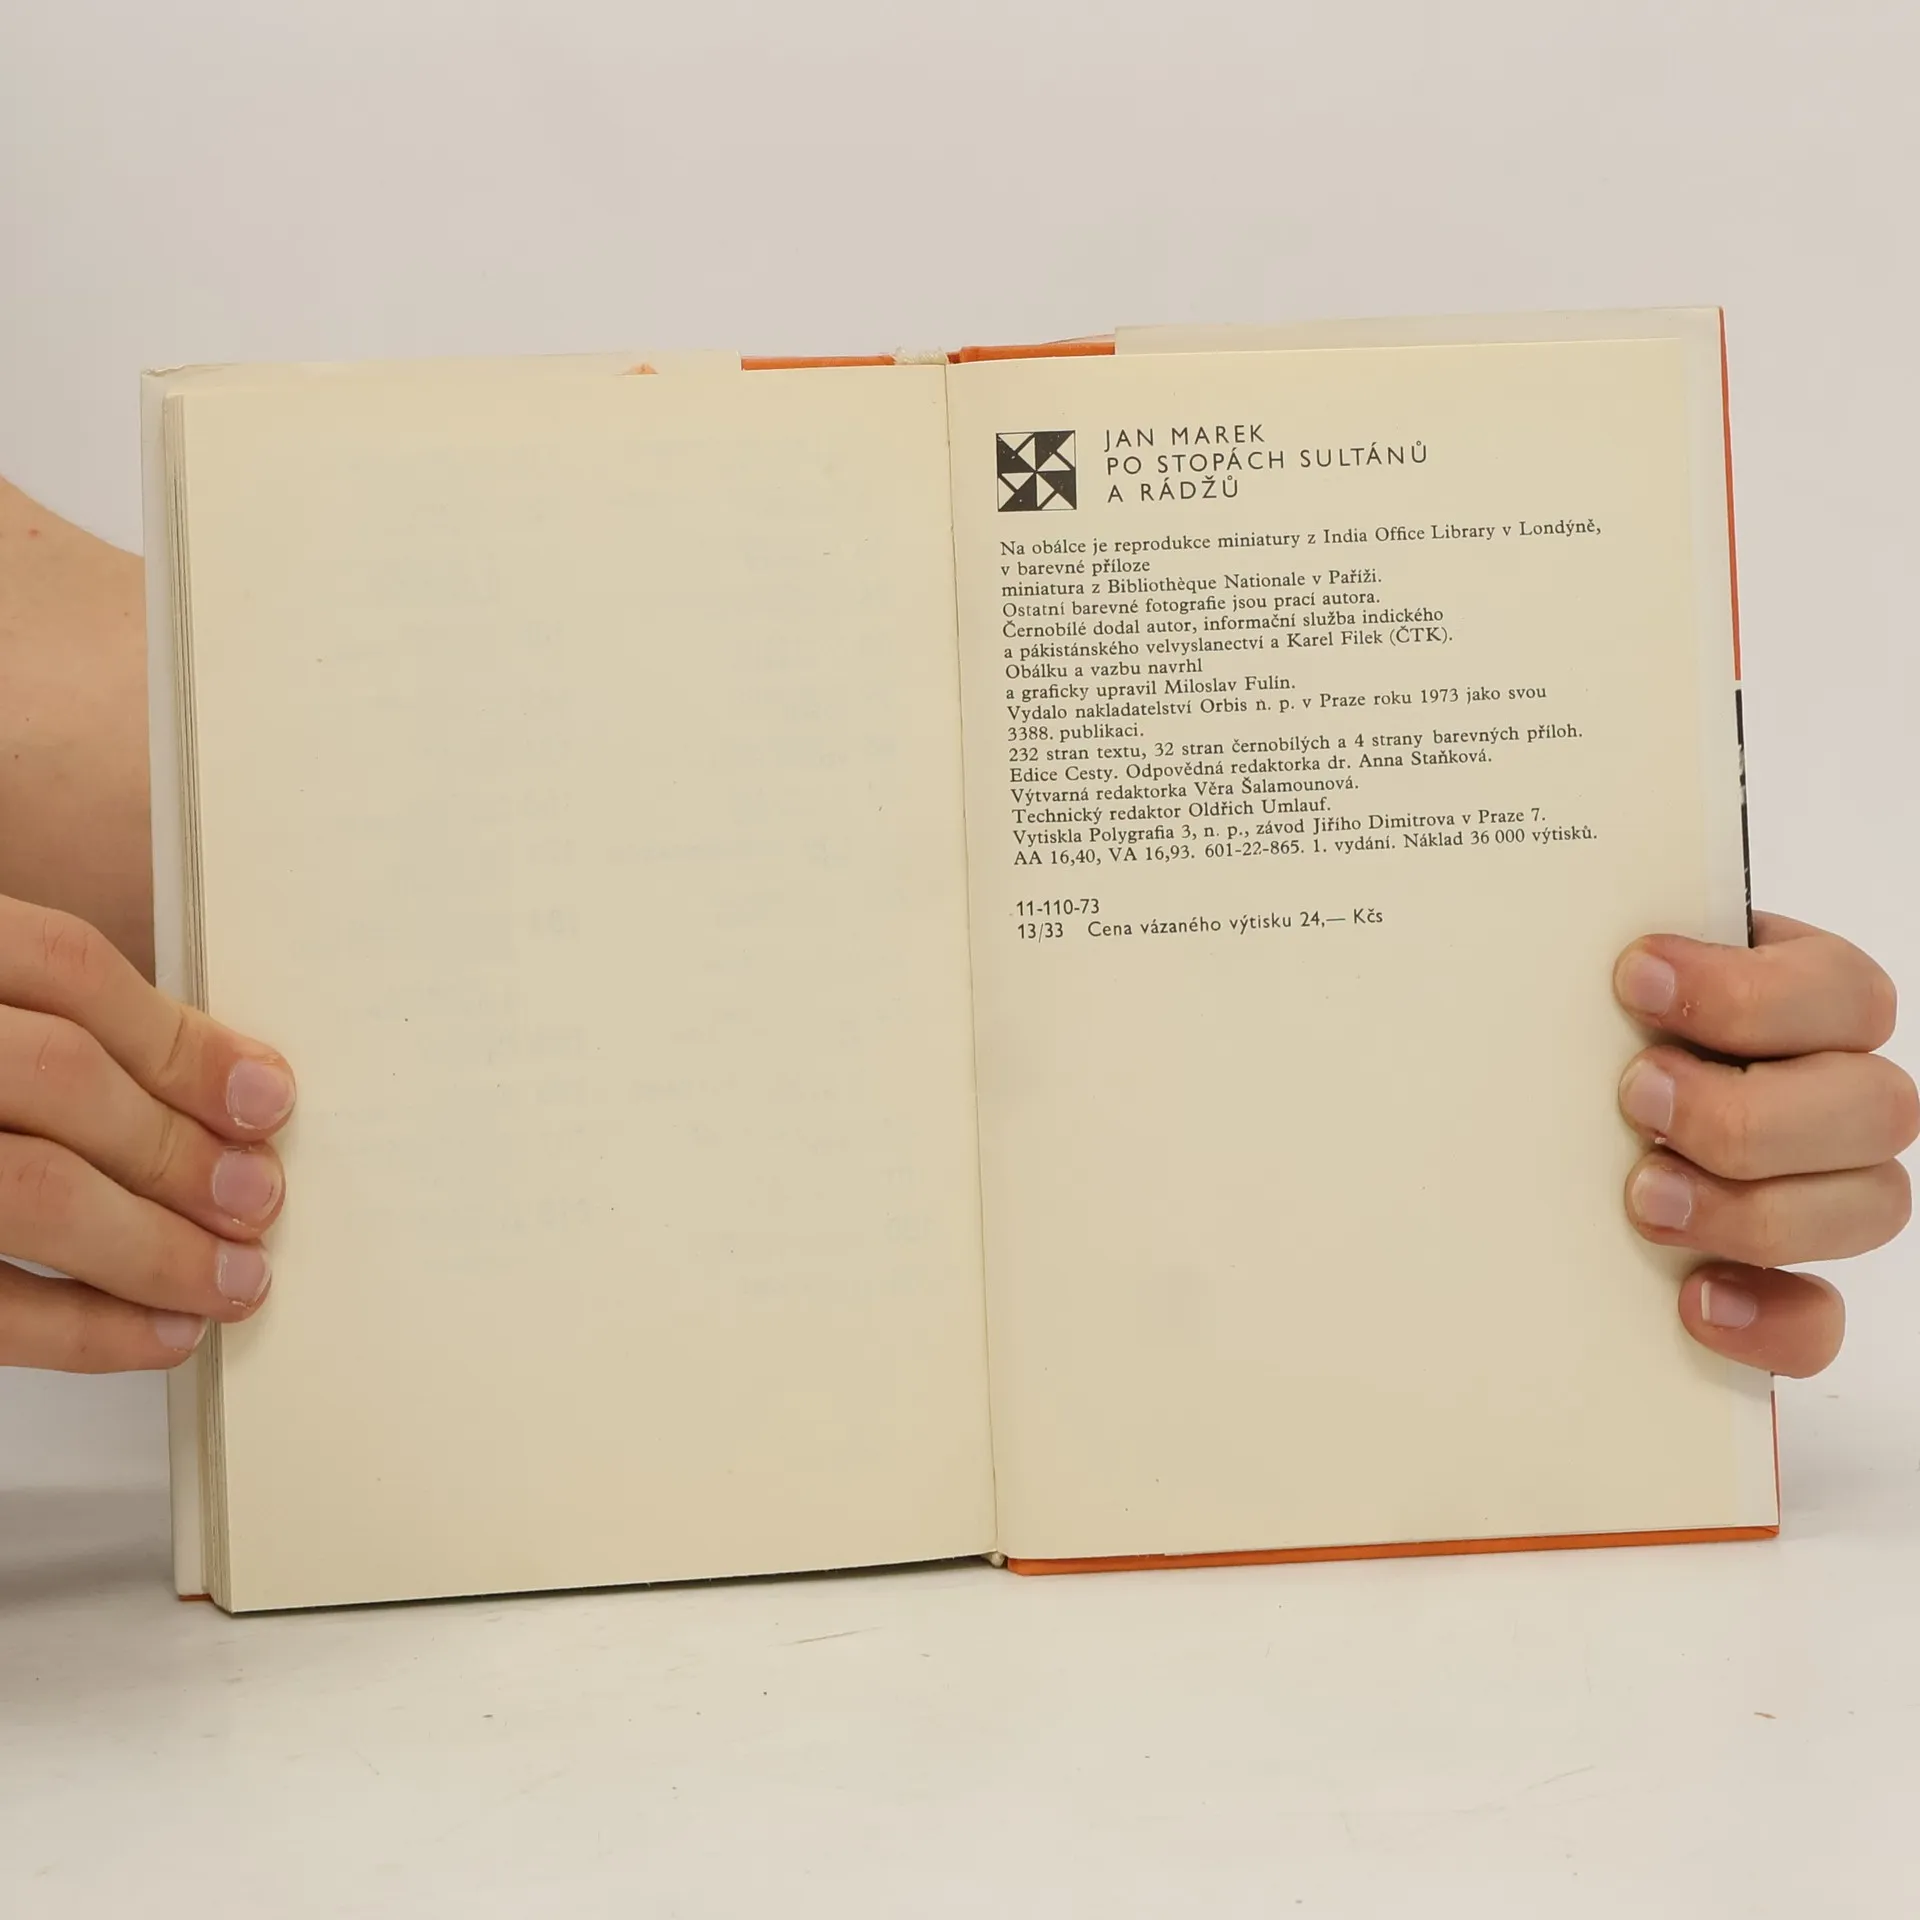 JAN MAREK
PO STOPÁCH SULTÁNŮ
A RÁDŽŮ
Na obálce je reprodukce miniatury z India Office Library v Londýně,
v barevné příloze
miniatura z Bibliothèque Nationale v Paříži.
Ostatní barevné fotografie jsou prací autora.
Černobílé dodal autor, informační služba indického
a pákistánského velvyslanectví a Karel Filek (ČTK).
Obálku a vazbu navrhl
a graficky upravil Miloslav Fulín.
Vydalo nakladatelství Orbis n. p. v Praze roku 1973 jako svou
3388. publikaci.
232 stran textu, 32 stran černobílých a 4 strany barevných příloh.
Edice Cesty. Odpovědná redaktorka dr. Anna Staňková.
Výtvarná redaktorka Věra Šalamounová.
Technický redaktor Oldřich Umlauf.
Vytiskla Polygrafia 3, n. p., závod Jiřího Dimitrova v Praze 7.
AA 16,40, VA 16,93. 601-22-865. 1. vydání. Náklad 36 000 výtisků.
11-110-73
13/33 Cena vázaného výtisku 24,— Kčs